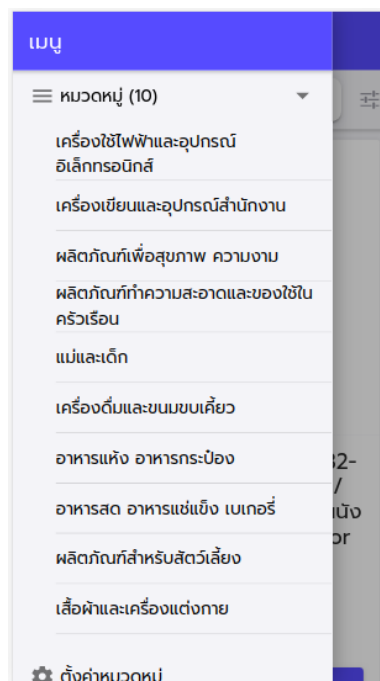 เมนู
หมวดหมู่ (10)
เครื่องใช้ไฟฟ้าและอุปกรณ์
อิเล็กทรอนิกส์
เครื่องเขียนและอุปกรณ์สำนักงาน
ผลิตภัณฑ์เพื่อสุขภาพ ความงาม
ผลิตภัณฑ์ทำความสะอาดและของใช้ใน
ครัวเรือน
แม่และเด็ก
เครื่องดื่มและขนมขบเคี้ยว
อาหารแห้ง อาหารกระป๋อง
อาหารสด อาหารแช่แข็ง เบเกอรี่
ผลิตภัณฑ์สำหรับสัตว์เลี้ยง
เสื้อผ้าและเครื่องแต่งกาย
ตั้งค่าหมวดหมู่
32-
/
นัง
or